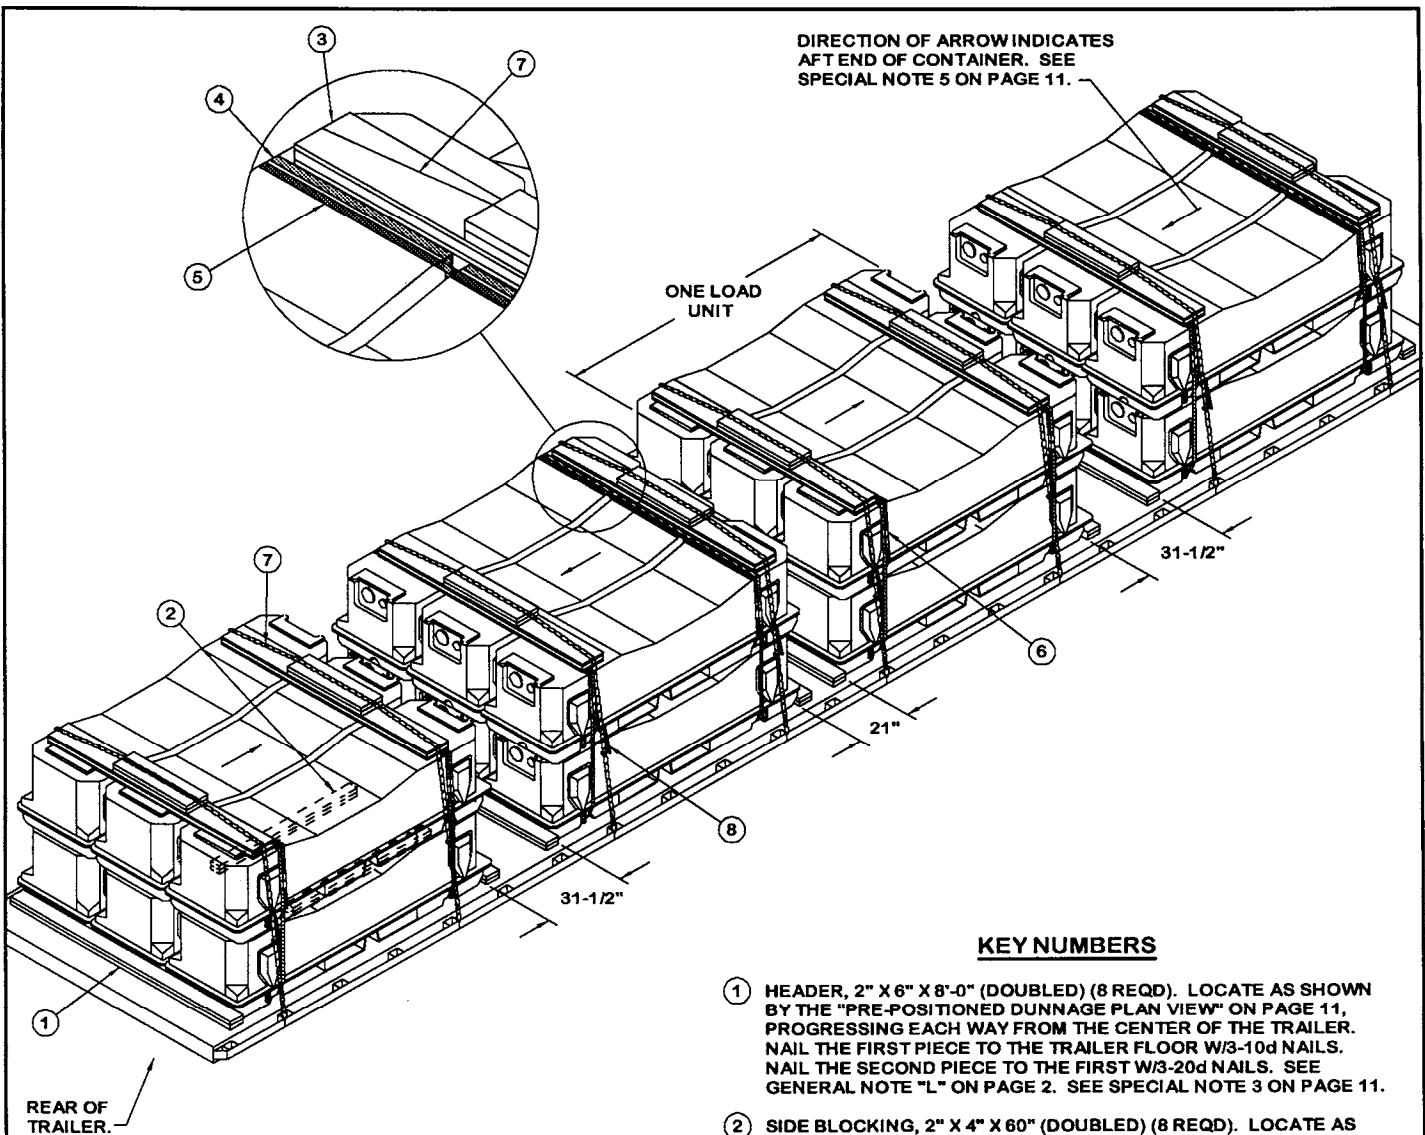 3
7
4
5
DIRECTION OF ARROW INDICATES
AFT END OF CONTAINER. SEE
SPECIAL NOTE 5 ON PAGE 11.
ONE LOAD
UNIT
7
2
31-1/2"
6
21"
8
31-1/2"
1
REAR OF
TRAILER.
KEY NUMBERS
1 HEADER, 2" X 6" X 8'-0" (DOUBLED) (8 REQD). LOCATE AS SHOWN
BY THE "PRE-POSITIONED DUNNAGE PLAN VIEW" ON PAGE 11,
PROGRESSING EACH WAY FROM THE CENTER OF THE TRAILER.
NAIL THE FIRST PIECE TO THE TRAILER FLOOR W/3-10d NAILS.
NAIL THE SECOND PIECE TO THE FIRST W/3-20d NAILS. SEE
GENERAL NOTE "L" ON PAGE 2. SEE SPECIAL NOTE 3 ON PAGE 11.
2 SIDE BLOCKING, 2" X 4" X 60" (DOUBLED) (8 REQD). LOCATE AS